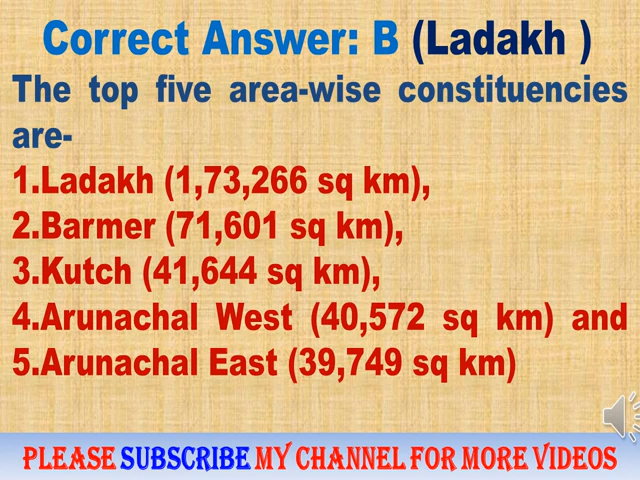 Correct Answer: B (Ladakh )
The top five area-wise constituencies
are-
1.Ladakh (1,73,266 sq km),
2.Barmer (71,601 sq km),
3.Kutch (41,644 sq km),
4.Arunachal West (40,572 sq km) and
5.Arunachal East (39,749 sq km)
PLEASE SUBSCRIBE MY CHANNEL FOR MORE VIDEOS